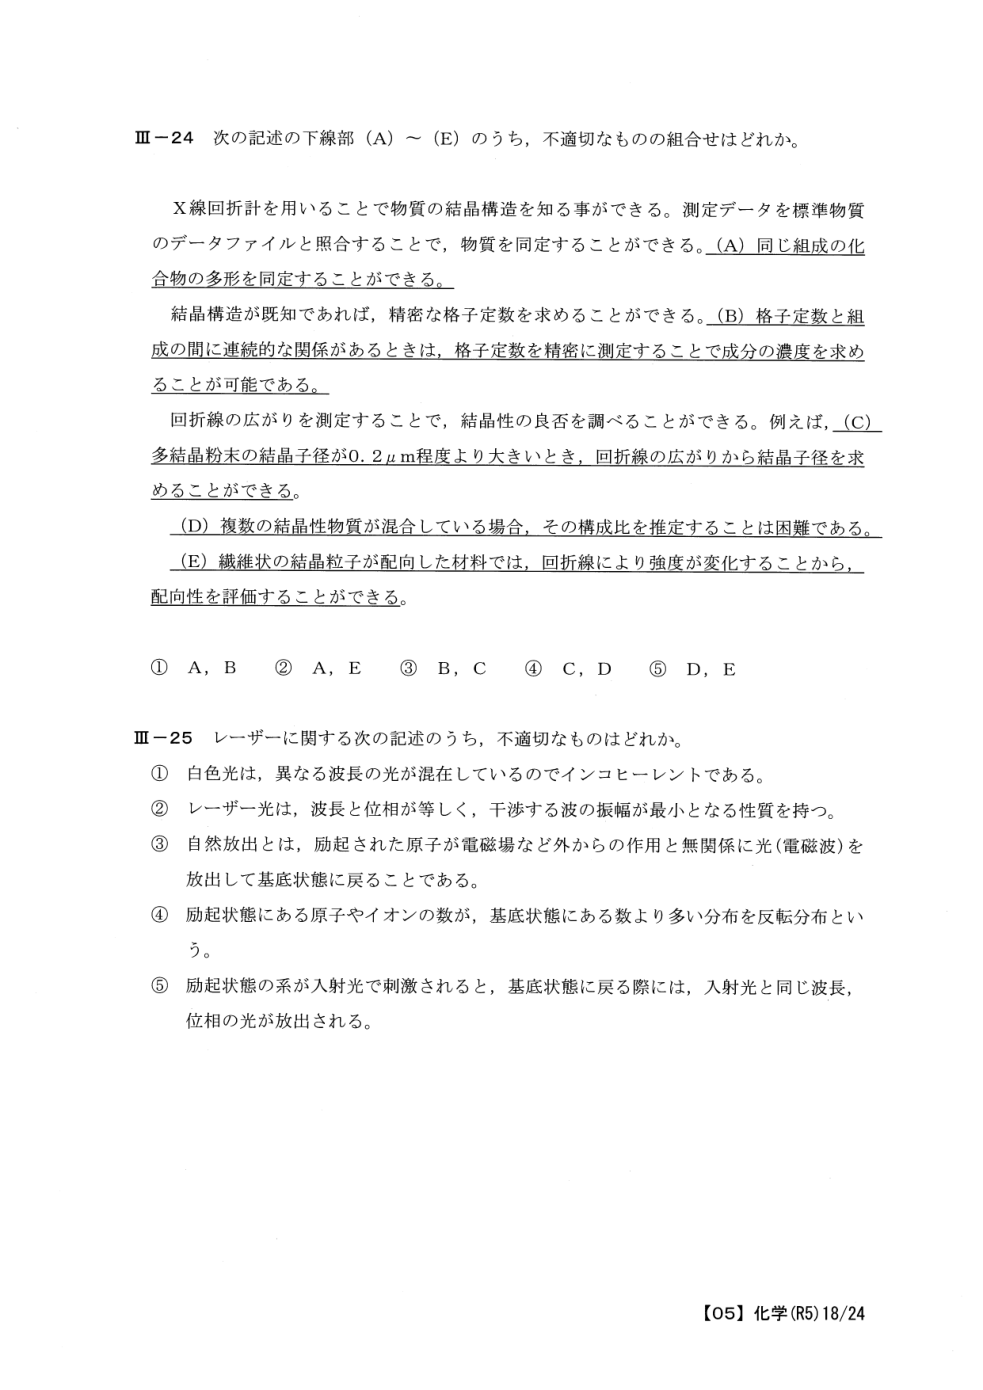 Ⅲ－24　次の記述の下線部（A）～（E）のうち，不適切なものの組合せはどれか。
X線回折計を用いることで物質の結晶構造を知る事ができる。測定データを標準物質
のデータファイルと照合することで，物質を同定することができる。（A）同じ組成の化
合物の多形を同定することができる。
結晶構造が既知であれば，精密な格子定数を求めることができる。（B）格子定数と組
成の間に連続的な関係があるときは，格子定数を精密に測定することで成分の濃度を求め
ることが可能である。
回折線の広がりを測定することで，結晶性の良否を調べることができる。例えば，（C）
多結晶粉末の結晶子径が0.2μm程度より大きいとき，回折線の広がりから結晶子径を求
めることができる。
（D）複数の結晶性物質が混合している場合，その構成比を推定することは困難である。
（E）繊維状の結晶粒子が配向した材料では，回折線により強度が変化することから，
配向性を評価することができる。
①　A，B　　②　A，E　　③　B，C　　④　C，D　　⑤　D，E
Ⅲ－25　レーザーに関する次の記述のうち，不適切なものはどれか。
①　白色光は，異なる波長の光が混在しているのでインコヒーレントである。
②　レーザー光は，波長と位相が等しく，干渉する波の振幅が最小となる性質を持つ。
③　自然放出とは，励起された原子が電磁場など外からの作用と無関係に光(電磁波)を
放出して基底状態に戻ることである。
④　励起状態にある原子やイオンの数が，基底状態にある数より多い分布を反転分布とい
う。
⑤　励起状態の系が入射光で刺激されると，基底状態に戻る際には，入射光と同じ波長，
位相の光が放出される。
【05】化学(R5)18/24